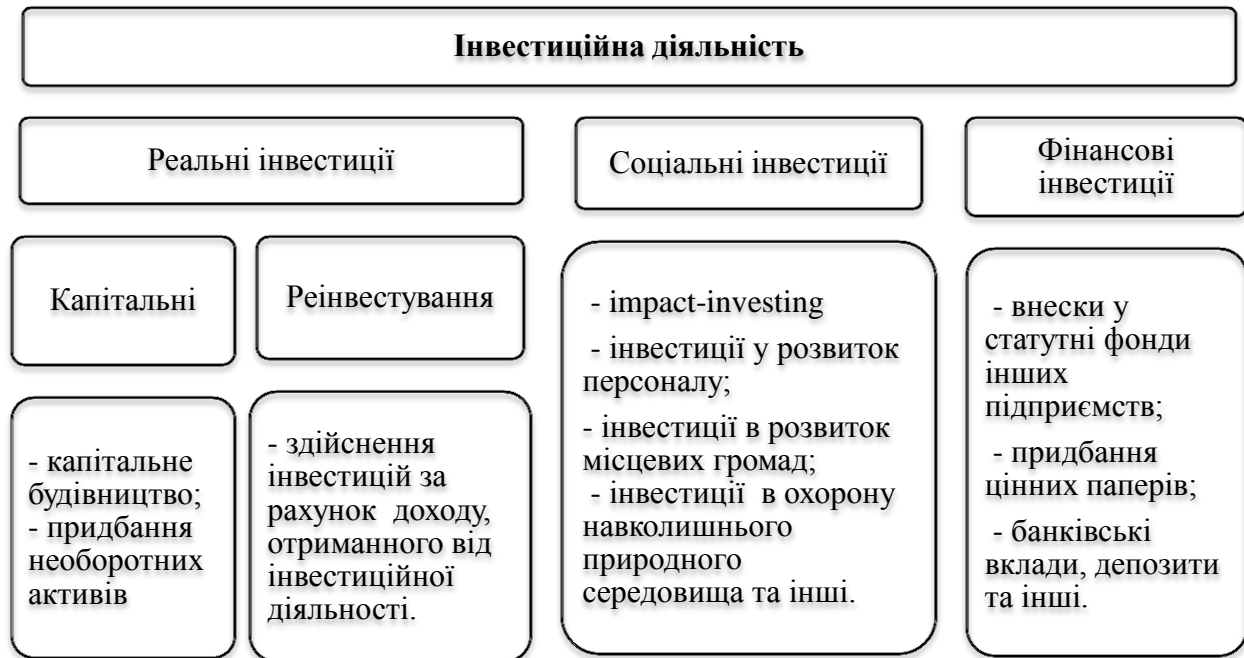 Інвестиційна діяльність
Реальні інвестиції
Соціальні інвестиції
Фінансові
інвестиції
Капітальні
Реінвестування
- капітальне
будівництво;
- придбання
необоротних
активів
- здійснення
інвестицій за
рахунок доходу,
отриманного від
інвестиційної
діяльності.
- impact-investing
- інвестиції у розвиток
персоналу;
- інвестиції в розвиток
місцевих громад;
- інвестиції в охорону
навколишнього
природного
середовища та інші.
- внески у
статутні фонди
інших
підприємств;
- придбання
цінних паперів;
- банківські
вклади, депозити
та інші.